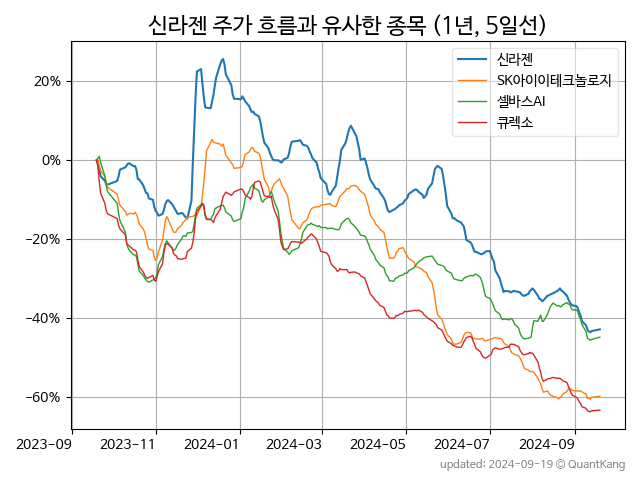 신라젠 주가 흐름과 유사한 종목 (1년, 5일선)
신라젠
SK아이이테크놀로지
셀바스AI
큐렉소
20%
0%
−20%
−40%
−60%
2023-09 2023-11 2024-01 2024-03 2024-05 2024-07 2024-09
updated: 2024-09-19 © QuantKang